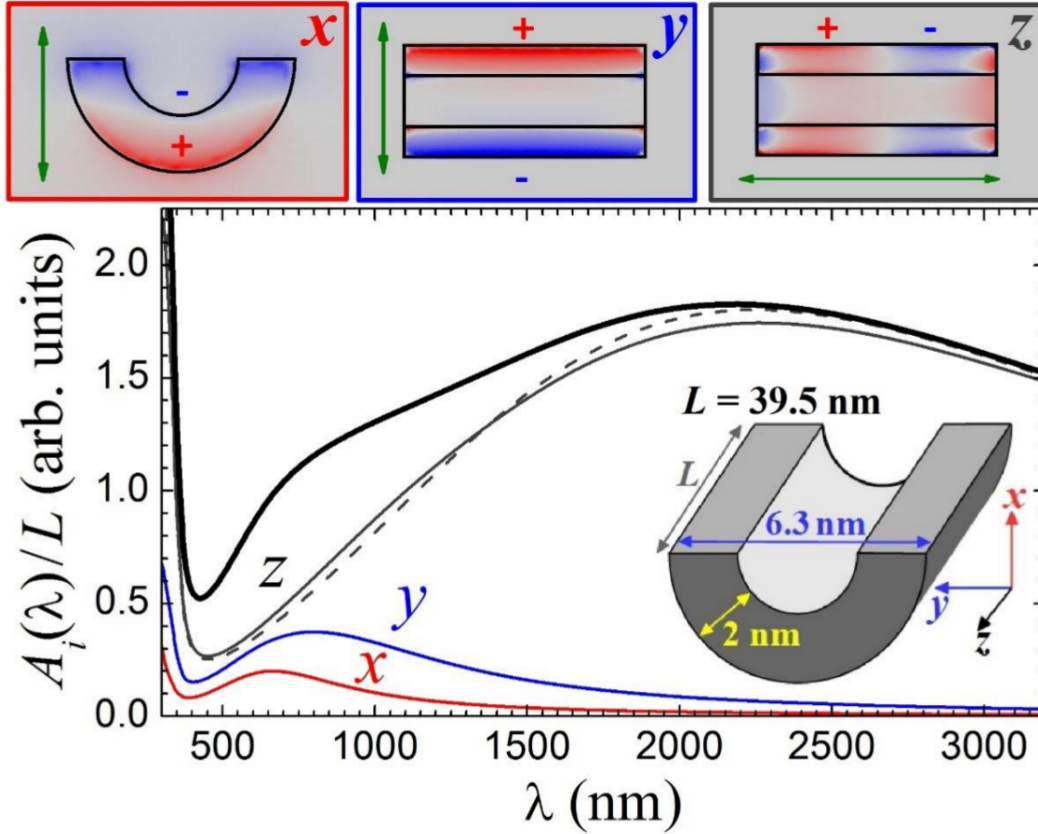 x
-
+
+
y
-
+
-
z
A_i(λ)/L (arb. units)
2.0
1.5
1.0
0.5
0.0
z
y
x
L = 39.5 nm
L
6.3 nm
2 nm
x
y
z
500 1000 1500 2000 2500 3000
λ (nm)